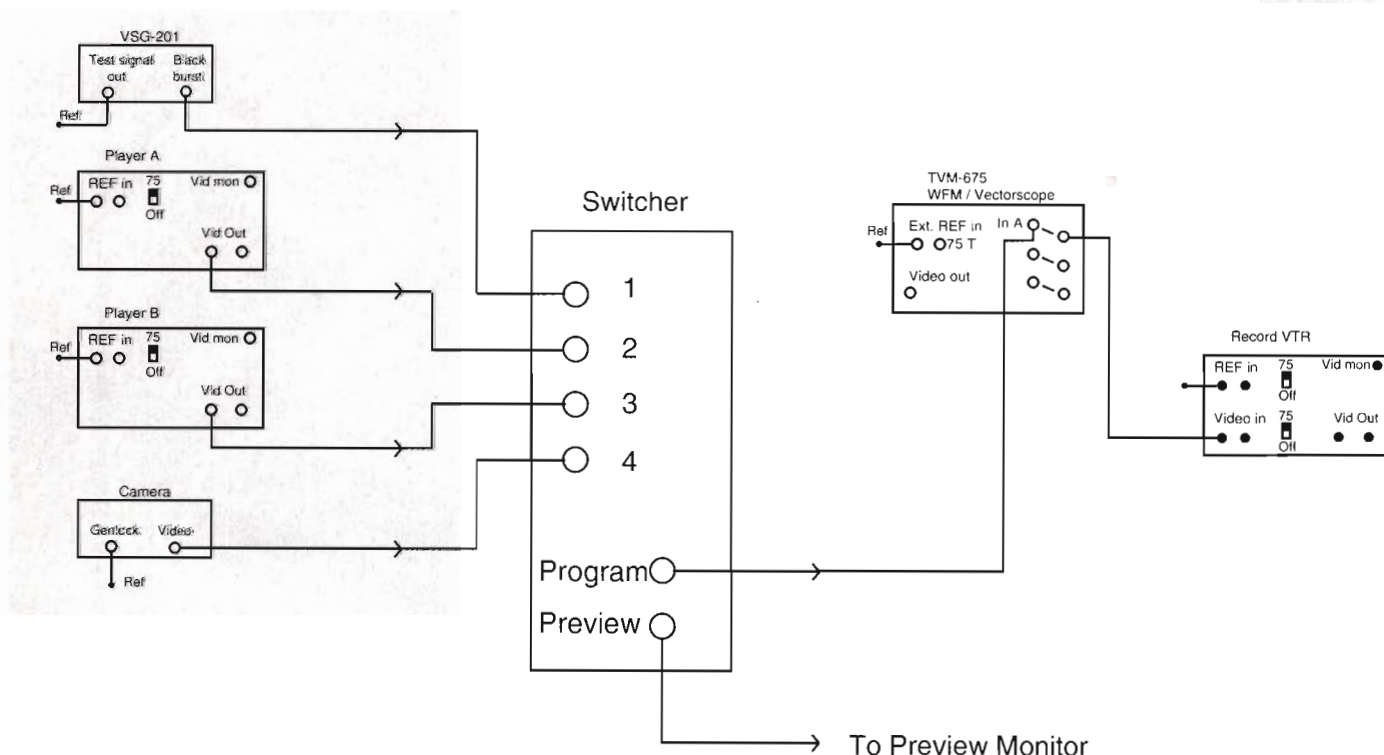 VSG-201
Test signal out
Black burst
Ref
Player A
Ref
REF in
75
Off
Vid mon
Vid Out
Player B
Ref
REF in
75
Off
Vid mon
Vid Out
Camera
Genlock
Video
Ref
Switcher
1
2
3
4
Program
Preview
To Preview Monitor
TVM-675
WFM / Vectorscope
Ref
Ext. REF in
75 T
In A
Video out
Record VTR
REF in
75
Off
Vid mon
Video in
75
Off
Vid Out